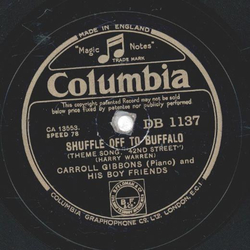 MADE IN ENGLAND
"Magic Notes"
TRADE MARK
Columbia
This copyright patented Record may not be sold
below price fixed by patentee nor publicly performed
CA 13553.
SPEED 78
DB 1137
SHUFFLE OFF TO BUFFALO
(THEME SONG, "42ND STREET")
(HARRY WARREN)
CARROLL GIBBONS (Piano) and
HIS BOY FRIENDS
COLUMBIA GRAPHOPHONE CO. LTD. LONDON, E.C.1.